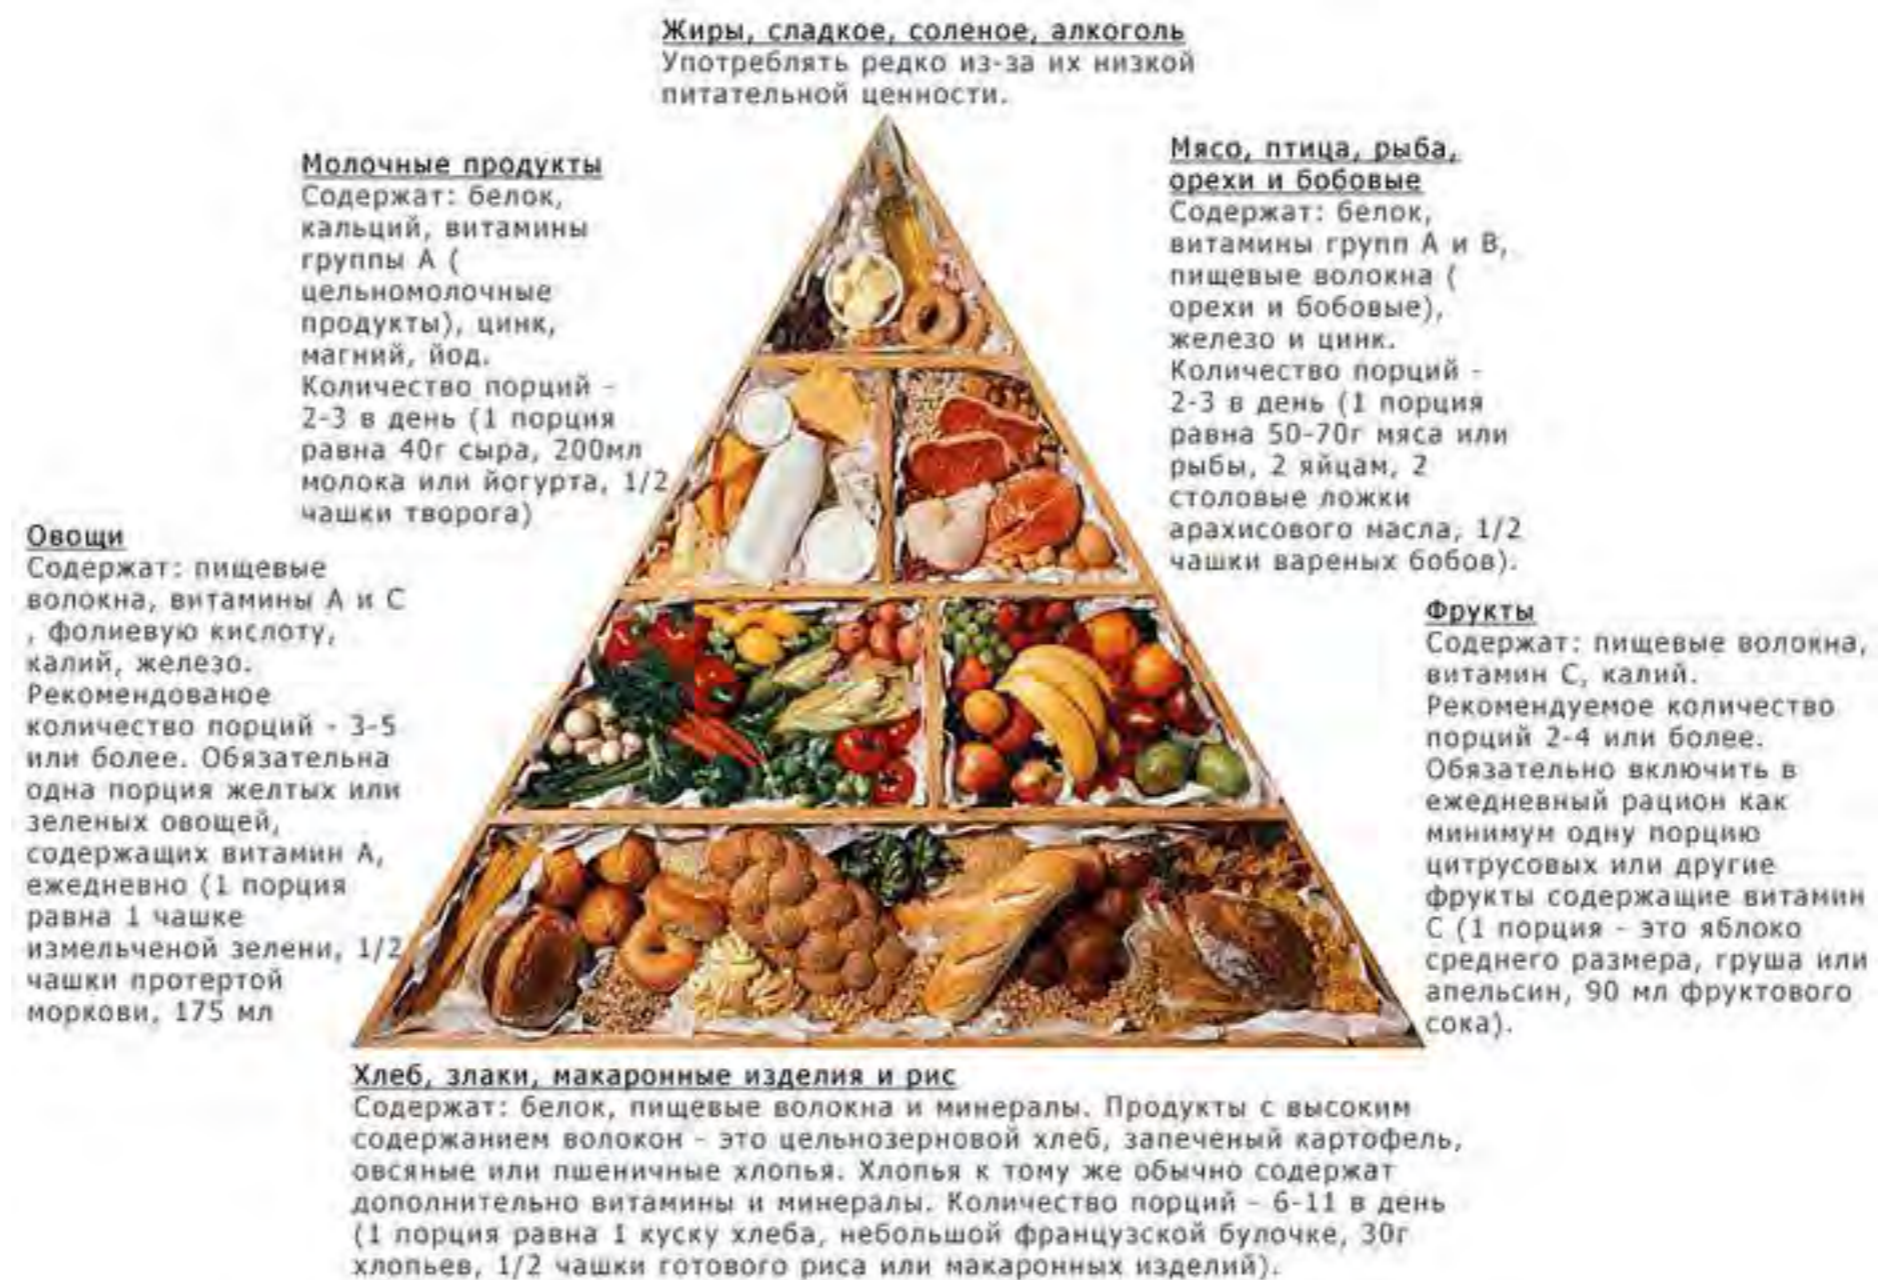 Жиры, сладкое, соленое, алкоголь
Употреблять редко из-за их низкой
питательной ценности.
Молочные продукты
Содержат: белок,
кальций, витамины
группы А (
цельномолочные
продукты), цинк,
магний, йод.
Количество порций -
2-3 в день (1 порция
равна 40г сыра, 200мл
молока или йогурта, 1/2
чашки творога)
Мясо, птица, рыба,
орехи и бобовые
Содержат: белок,
витамины групп А и В,
пищевые волокна (
орехи и бобовые),
железо и цинк.
Количество порций -
2-3 в день (1 порция
равна 50-70г мяса или
рыбы, 2 яйцам, 2
столовые ложки
арахисового масла, 1/2
чашки вареных бобов).
Овощи
Содержат: пищевые
волокна, витамины А и С
, фолиевую кислоту,
калий, железо.
Рекомендованое
количество порций - 3-5
или более. Обязательна
одна порция желтых или
зеленых овощей,
содержащих витамин А,
ежедневно (1 порция
равна 1 чашке
измельченой зелени, 1/2
чашки протертой
моркови, 175 мл
Фрукты
Содержат: пищевые волокна,
витамин С, калий.
Рекомендуемое количество
порций 2-4 или более.
Обязательно включить в
ежедневный рацион как
минимум одну порцию
цитрусовых или другие
фрукты содержащие витамин
С (1 порция - это яблоко
среднего размера, груша или
апельсин, 90 мл фруктового
сока).
Хлеб, злаки, макаронные изделия и рис
Содержат: белок, пищевые волокна и минералы. Продукты с высоким
содержанием волокон - это цельнозерновой хлеб, запеченый картофель,
овсяные или пшеничные хлопья. Хлопья к тому же обычно содержат
дополнительно витамины и минералы. Количество порций - 6-11 в день
(1 порция равна 1 куску хлеба, небольшой французской булочке, 30г
хлопьев, 1/2 чашки готового риса или макаронных изделий).